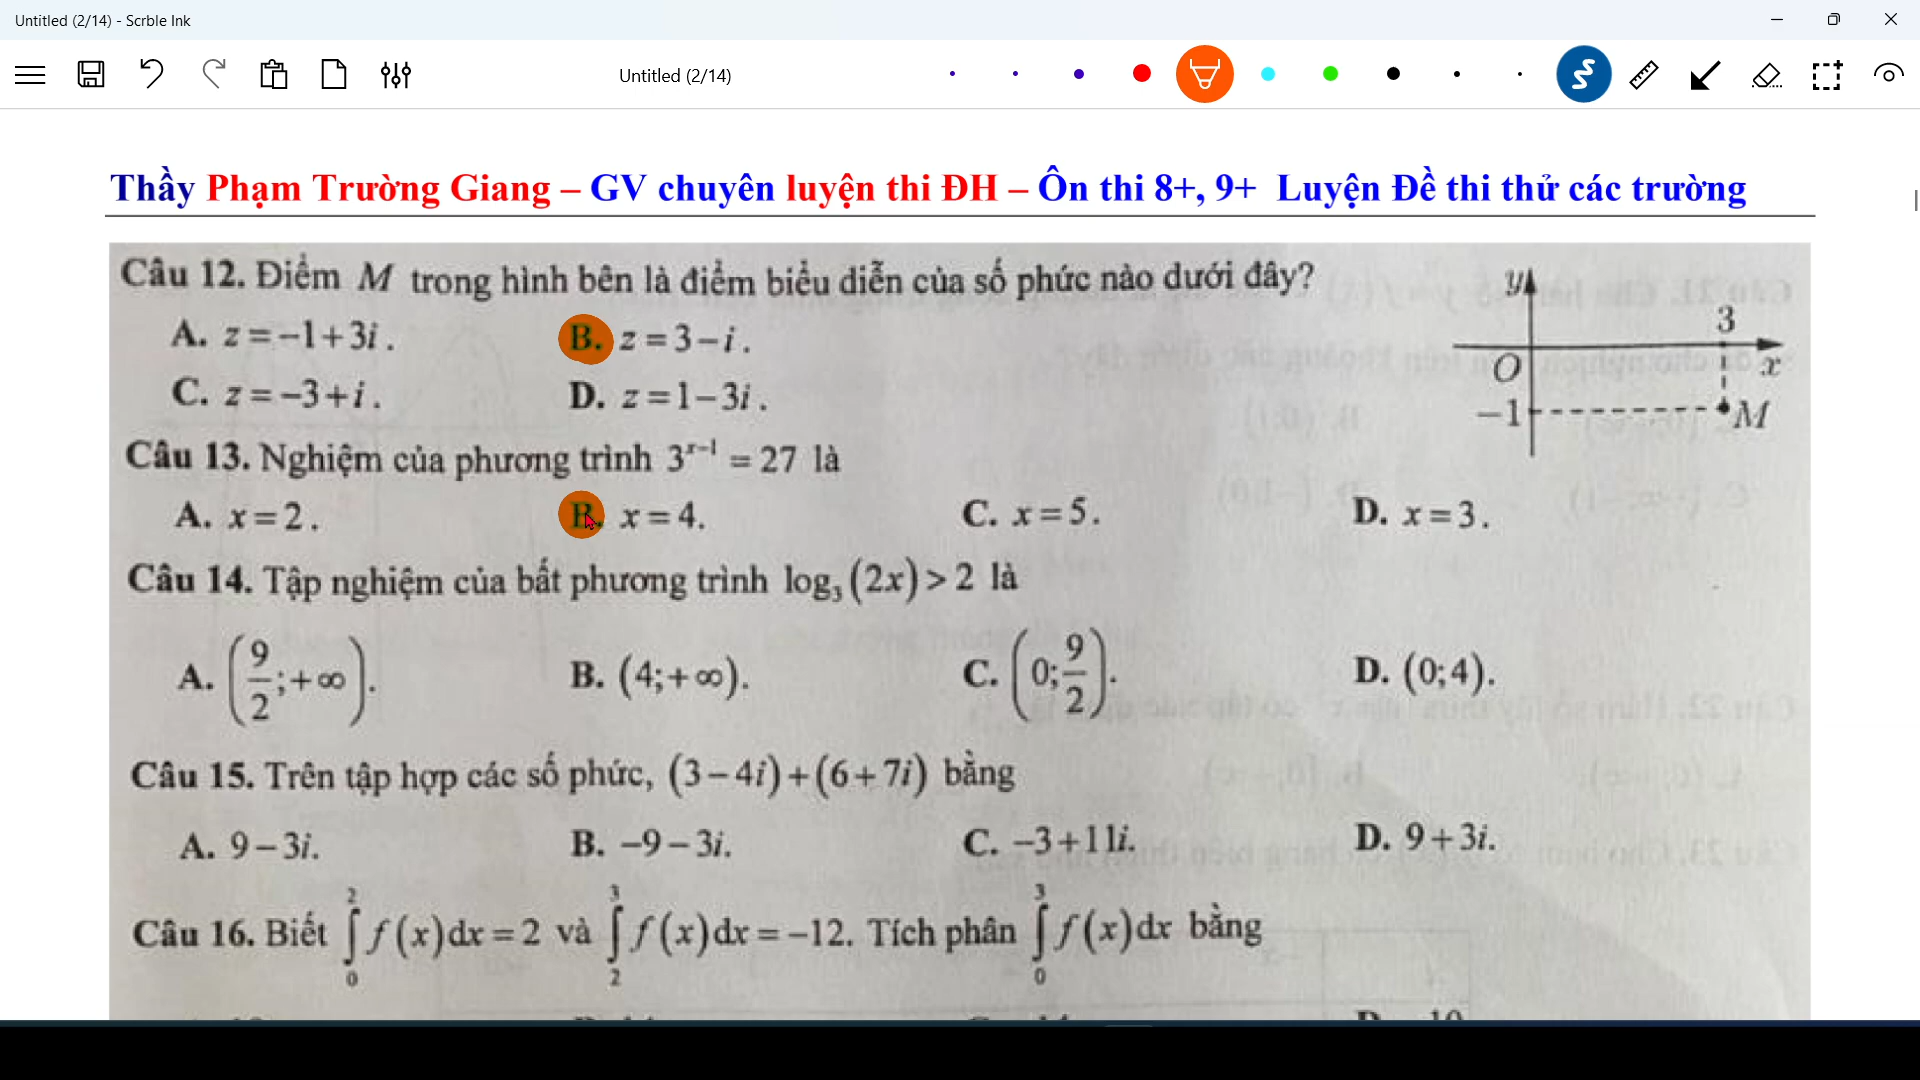 Untitled (2/14) - Scrble Ink
Untitled (2/14)
Thầy Phạm Trường Giang – GV chuyên luyện thi ĐH – Ôn thi 8+, 9+ Luyện Đề thi thử các trường
Câu 12. Điểm M trong hình bên là điểm biểu diễn của số phức nào dưới đây?
A. z = −1+3i. B. z = 3−i.
C. z = −3+i. D. z = 1−3i.
y
3
O
x
−1
M
Câu 13. Nghiệm của phương trình 3^{x−1} = 27 là
A. x = 2. B. x = 4. C. x = 5. D. x = 3.
Câu 14. Tập nghiệm của bất phương trình log₃(2x) > 2 là
A. (9/2; +∞). B. (4; +∞). C. (0; 9/2). D. (0; 4).
Câu 15. Trên tập hợp các số phức, (3−4i)+(6+7i) bằng
A. 9−3i. B. −9−3i. C. −3+11i. D. 9+3i.
Câu 16. Biết ∫₀² f(x)dx = 2 và ∫₂³ f(x)dx = −12. Tích phân ∫₀³ f(x)dx bằng